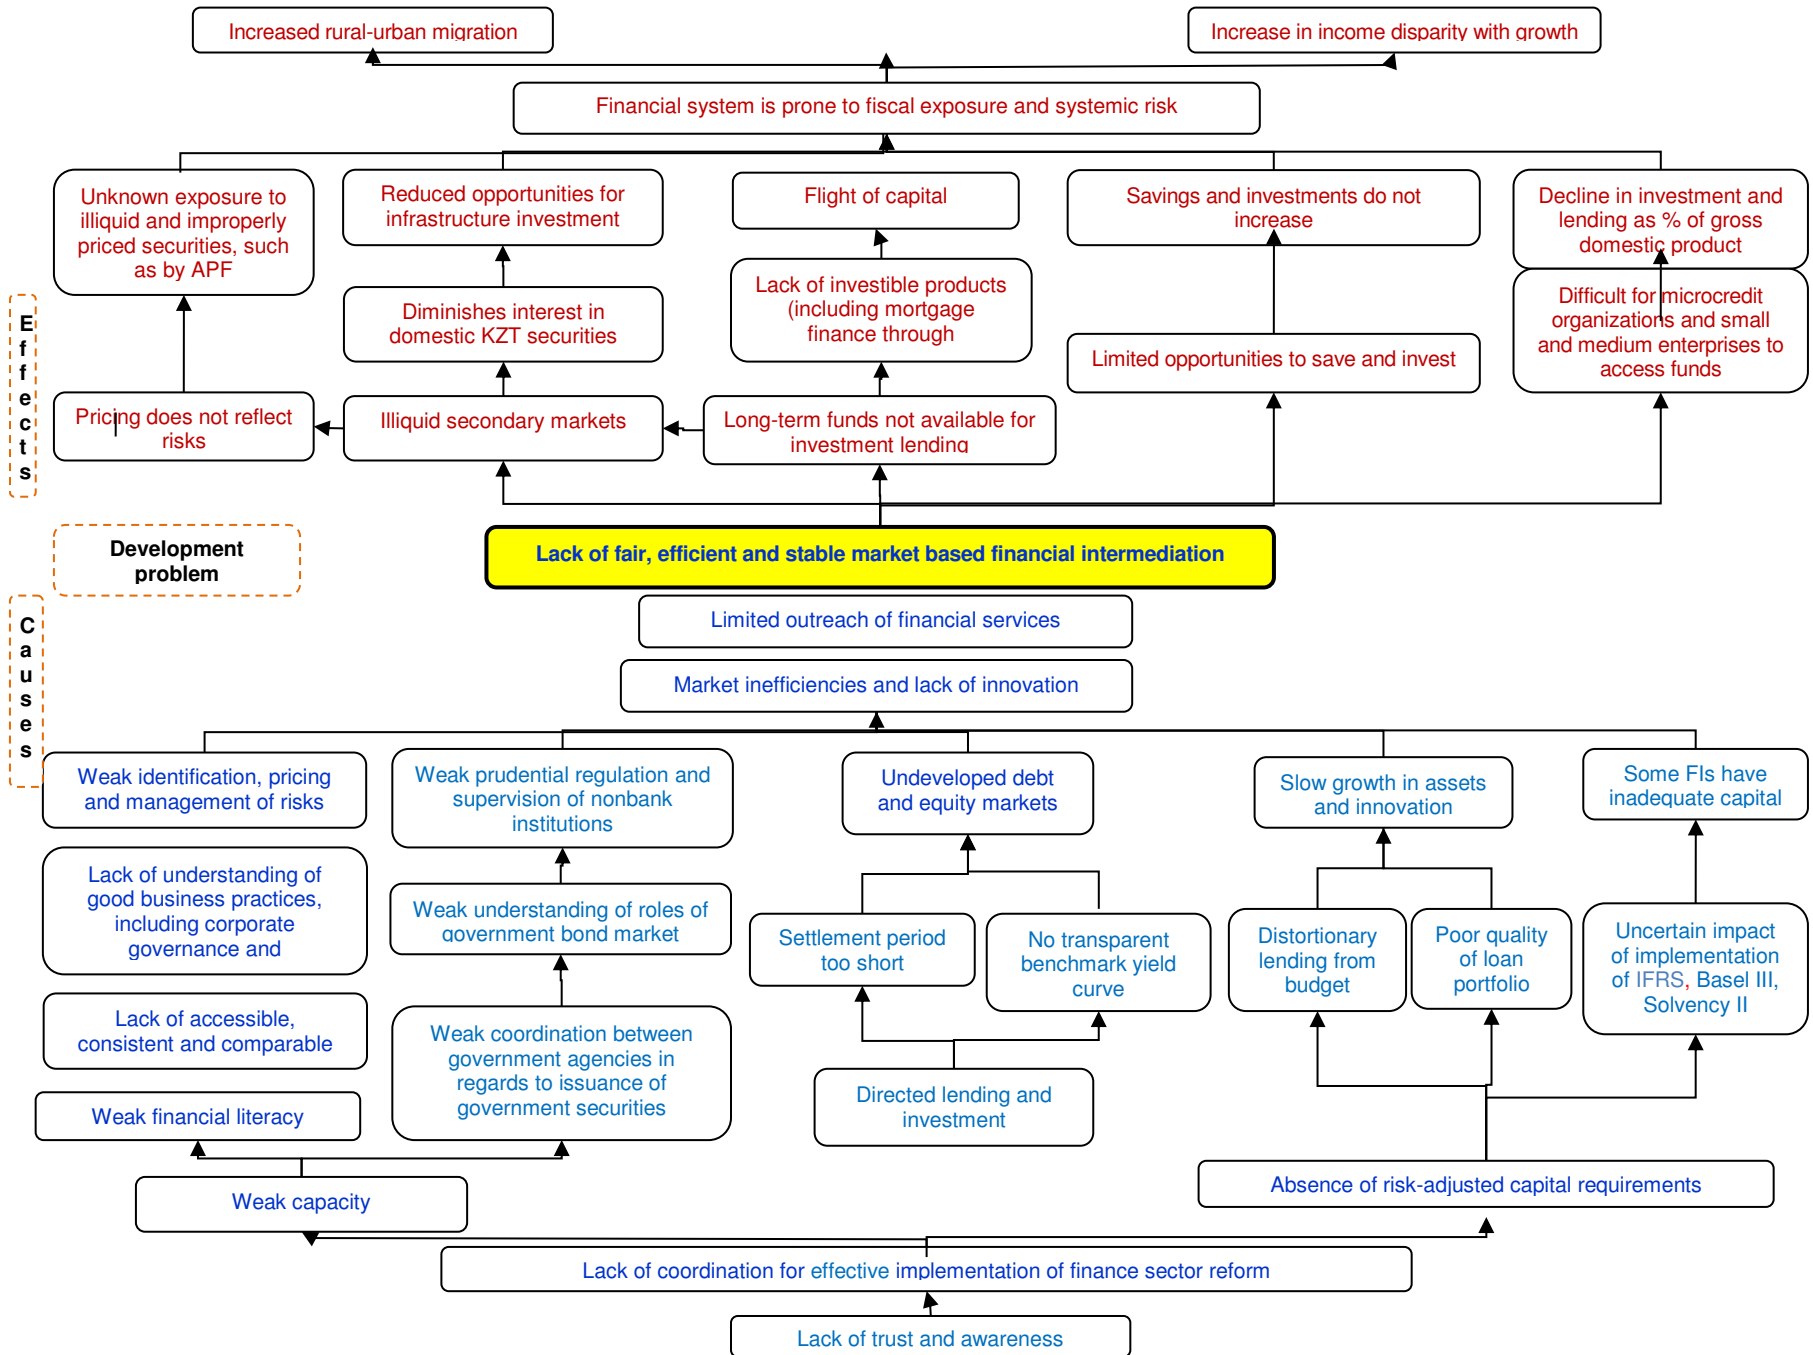 Increased rural-urban migration
Increase in income disparity with growth
Financial system is prone to fiscal exposure and systemic risk
Unknown exposure to
illiquid and improperly
priced securities, such
as by APF
Reduced opportunities for
infrastructure investment
Flight of capital
Savings and investments do not
increase
Decline in investment and
lending as % of gross
domestic product
Diminishes interest in
domestic KZT securities
Lack of investible products
(including mortgage
finance through
Limited opportunities to save and invest
Difficult for microcredit
organizations and small
and medium enterprises to
access funds
Pricing does not reflect
risks
Illiquid secondary markets
Long-term funds not available for
investment lending
E
f
f
e
c
t
s
Development
problem
Lack of fair, efficient and stable market based financial intermediation
C
a
u
s
e
s
Limited outreach of financial services
Market inefficiencies and lack of innovation
Weak identification, pricing
and management of risks
Weak prudential regulation and
supervision of nonbank
institutions
Undeveloped debt
and equity markets
Slow growth in assets
and innovation
Some FIs have
inadequate capital
Lack of understanding of
good business practices,
including corporate
governance and
Weak understanding of roles of
government bond market
Settlement period
too short
No transparent
benchmark yield
curve
Distortionary
lending from
budget
Poor quality
of loan
portfolio
Uncertain impact
of implementation
of IFRS, Basel III,
Solvency II
Lack of accessible,
consistent and comparable
Weak coordination between
government agencies in
regards to issuance of
government securities
Directed lending and
investment
Weak financial literacy
Weak capacity
Absence of risk-adjusted capital requirements
Lack of coordination for effective implementation of finance sector reform
Lack of trust and awareness